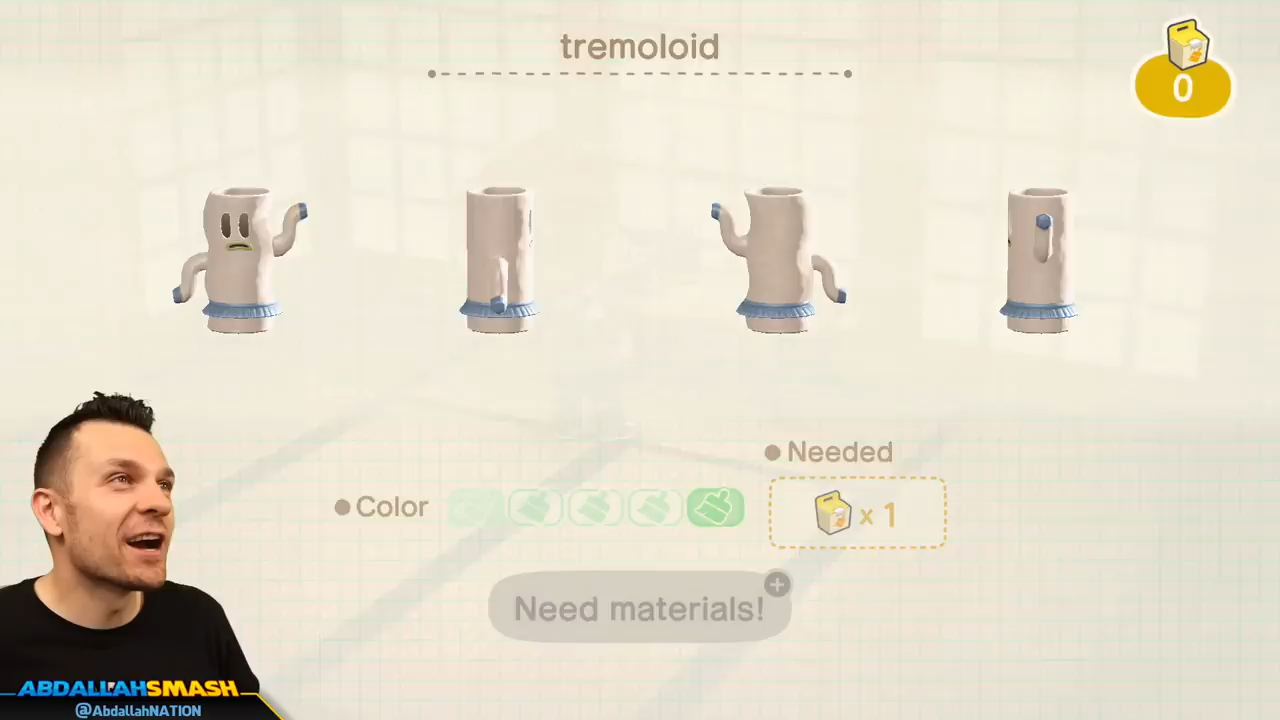 tremoloid
0
Needed
Color
x 1
Need materials!
ABDALLAHSMASH
@AbdallahNATION